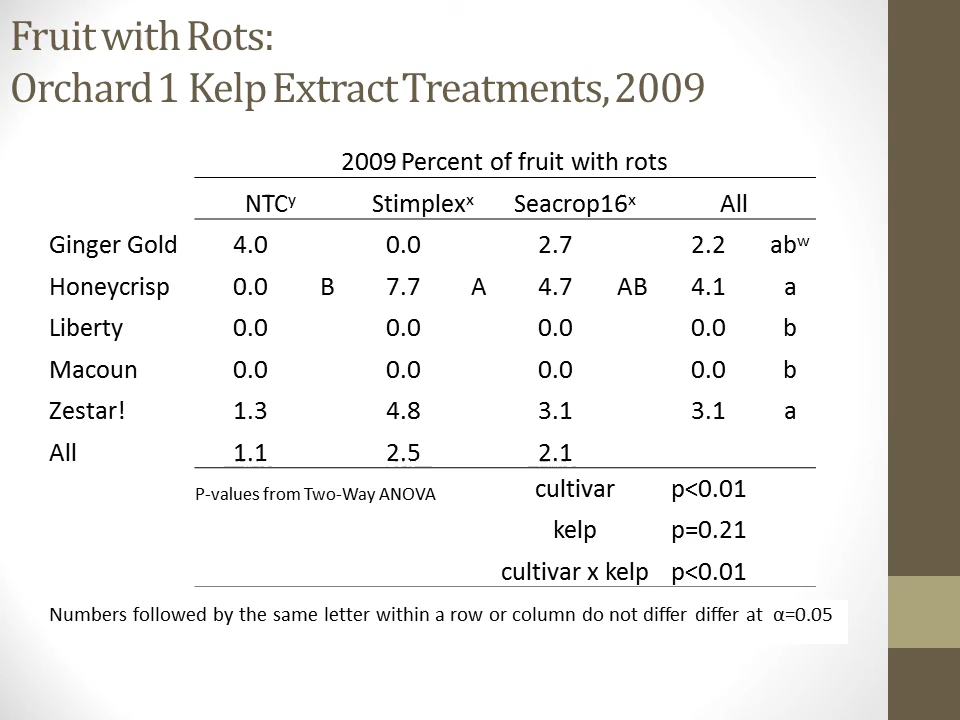 Fruit with Rots:
Orchard 1 Kelp Extract Treatments, 2009
2009 Percent of fruit with rots
NTCʸ Stimplexˣ Seacrop16ˣ All
Ginger Gold 4.0 0.0 2.7 2.2 abʷ
Honeycrisp 0.0 B 7.7 A 4.7 AB 4.1 a
Liberty 0.0 0.0 0.0 0.0 b
Macoun 0.0 0.0 0.0 0.0 b
Zestar! 1.3 4.8 3.1 3.1 a
All 1.1 2.5 2.1
P-values from Two-Way ANOVA cultivar p<0.01
kelp p=0.21
cultivar x kelp p<0.01
Numbers followed by the same letter within a row or column do not differ differ at α=0.05